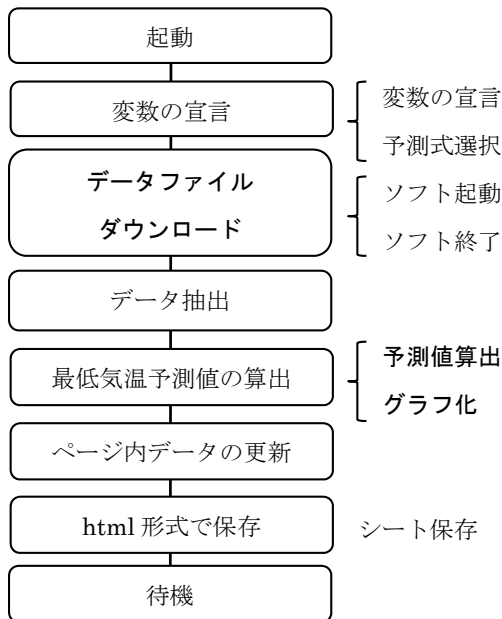 起動
変数の宣言
変数の宣言
予測式選択
データファイル
ダウンロード
ソフト起動
ソフト終了
データ抽出
最低気温予測値の算出
予測値算出
グラフ化
ページ内データの更新
html 形式で保存
シート保存
待機